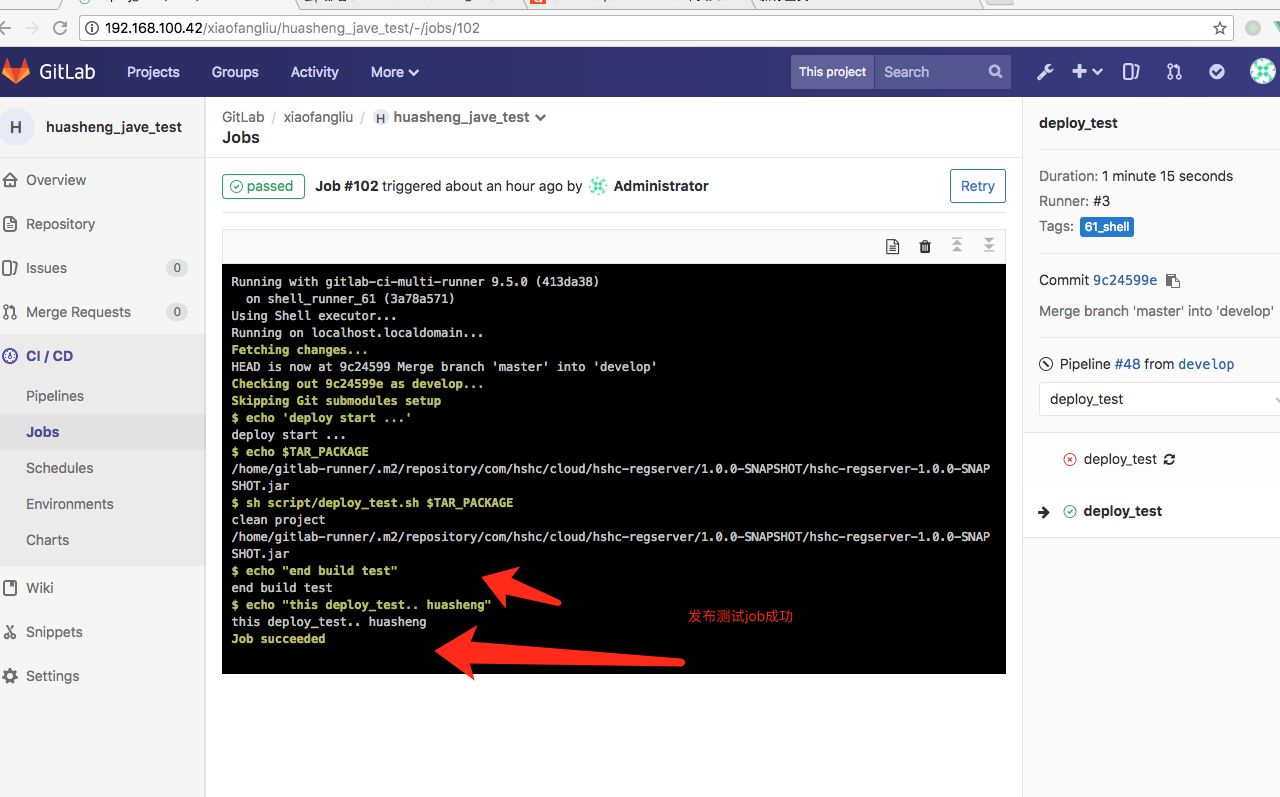 192.168.100.42/xiaofangliu/huasheng_jave_test/-/jobs/102
GitLab Projects Groups Activity More This project Search
H huasheng_jave_test
Overview
Repository
Issues 0
Merge Requests 0
CI / CD
Pipelines
Jobs
Schedules
Environments
Charts
Wiki
Snippets
Settings
GitLab / xiaofangliu / H huasheng_jave_test
Jobs
passed Job #102 triggered about an hour ago by Administrator Retry
Running with gitlab-ci-multi-runner 9.5.0 (413da38)
on shell_runner_61 (3a78a571)
Using Shell executor...
Running on localhost.localdomain...
Fetching changes...
HEAD is now at 9c24599 Merge branch 'master' into 'develop'
Checking out 9c24599e as develop...
Skipping Git submodules setup
$ echo 'deploy start ...'
deploy start ...
$ echo $TAR_PACKAGE
/home/gitlab-runner/.m2/repository/com/hshc/cloud/hshc-regserver/1.0.0-SNAPSHOT/hshc-regserver-1.0.0-SNAP
SHOT.jar
$ sh script/deploy_test.sh $TAR_PACKAGE
clean project
/home/gitlab-runner/.m2/repository/com/hshc/cloud/hshc-regserver/1.0.0-SNAPSHOT/hshc-regserver-1.0.0-SNAP
SHOT.jar
$ echo "end build test"
end build test
$ echo "this deploy_test.. huasheng"
this deploy_test.. huasheng
Job succeeded
发布测试job成功
deploy_test
Duration: 1 minute 15 seconds
Runner: #3
Tags: 61_shell
Commit 9c24599e
Merge branch 'master' into 'develop'
Pipeline #48 from develop
deploy_test
deploy_test
deploy_test